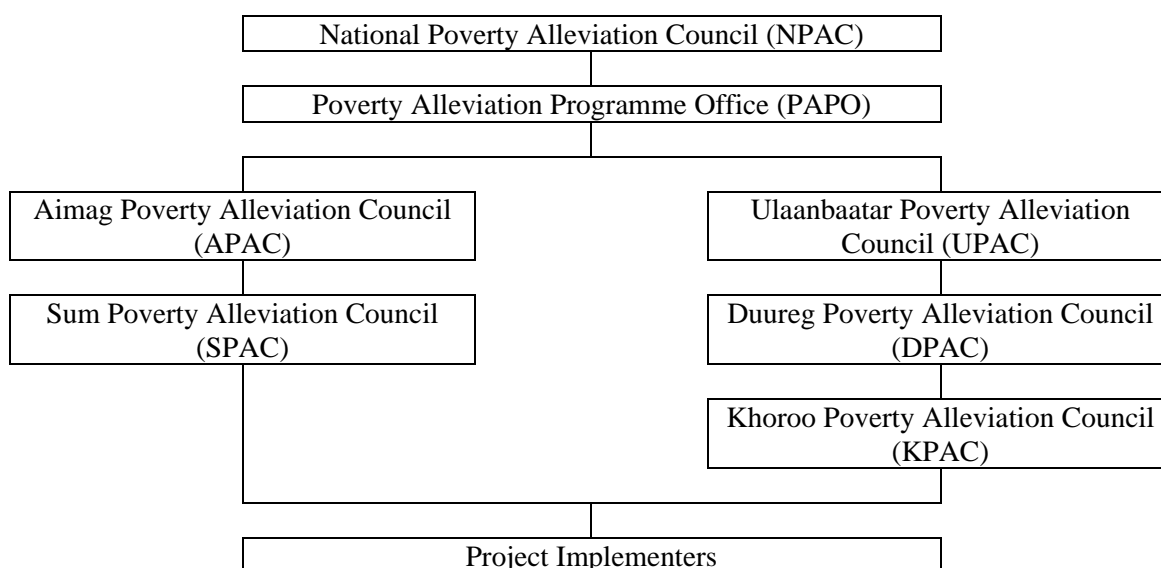 National Poverty Alleviation Council (NPAC)
Poverty Alleviation Programme Office (PAPO)
Aimag Poverty Alleviation Council
(APAC)
Ulaanbaatar Poverty Alleviation
Council (UPAC)
Sum Poverty Alleviation Council
(SPAC)
Duureg Poverty Alleviation Council
(DPAC)
Khoroo Poverty Alleviation Council
(KPAC)
Project Implementers